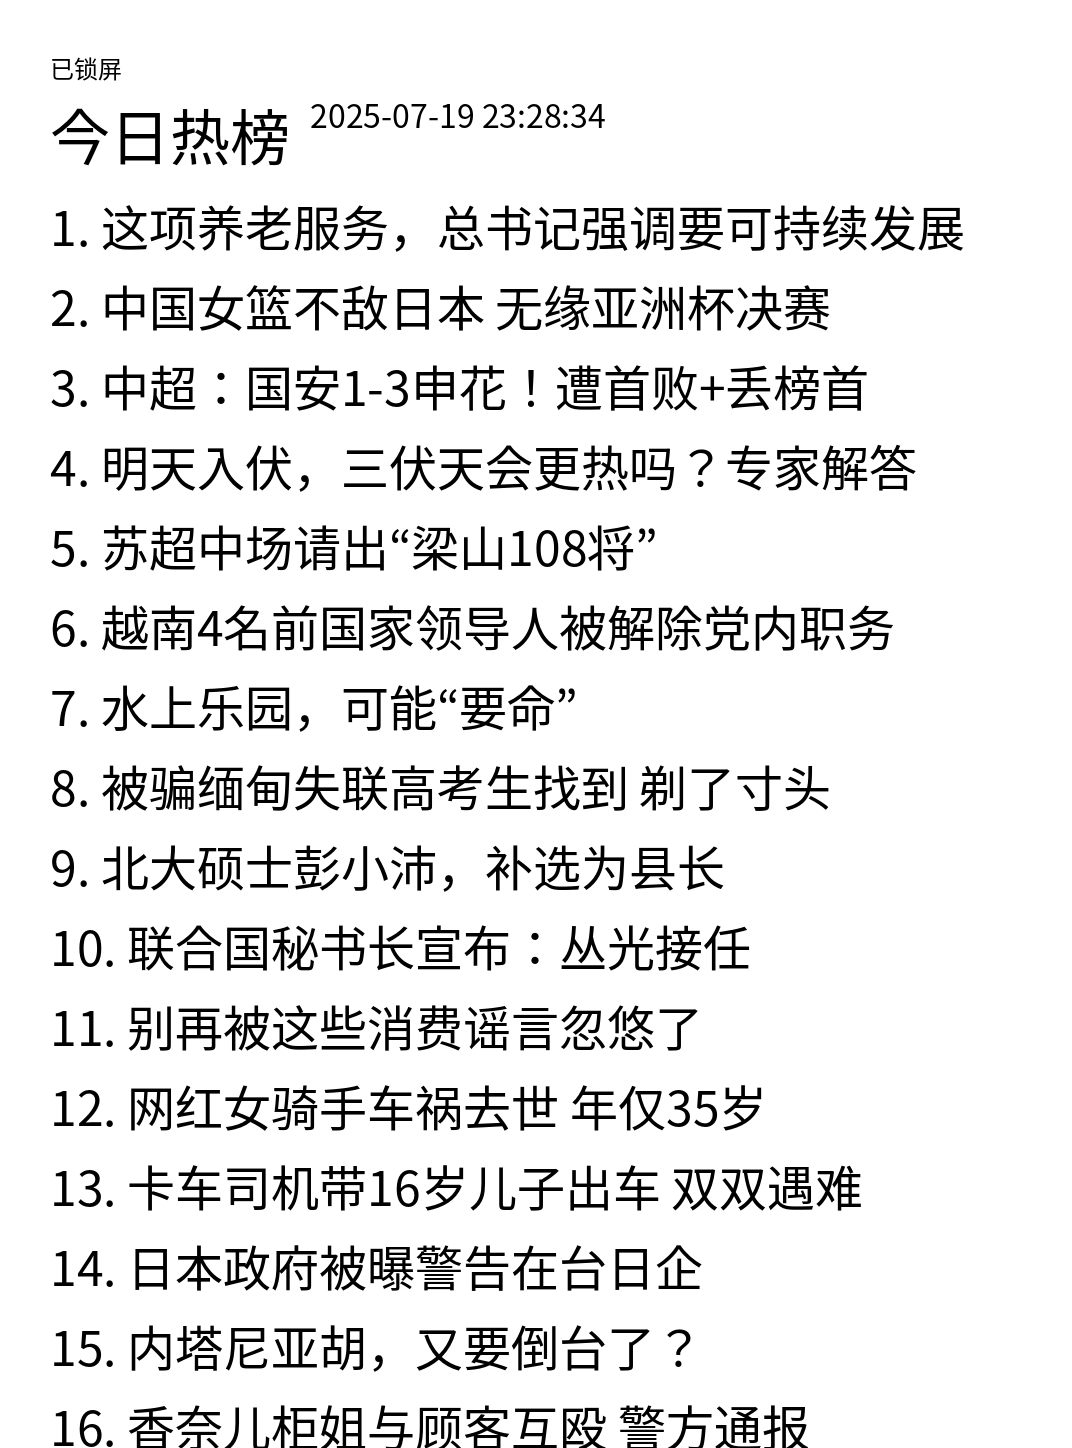 已锁屏
今日热榜 2025-07-19 23:28:34
1. 这项养老服务，总书记强调要可持续发展
2. 中国女篮不敌日本 无缘亚洲杯决赛
3. 中超：国安1-3申花！遭首败+丢榜首
4. 明天入伏，三伏天会更热吗？专家解答
5. 苏超中场请出“梁山108将”
6. 越南4名前国家领导人被解除党内职务
7. 水上乐园，可能“要命”
8. 被骗缅甸失联高考生找到 剃了寸头
9. 北大硕士彭小沛，补选为县长
10. 联合国秘书长宣布：丛光接任
11. 别再被这些消费谣言忽悠了
12. 网红女骑手车祸去世 年仅35岁
13. 卡车司机带16岁儿子出车 双双遇难
14. 日本政府被曝警告在台日企
15. 内塔尼亚胡，又要倒台了？
16. 香奈儿柜姐与顾客互殴 警方通报